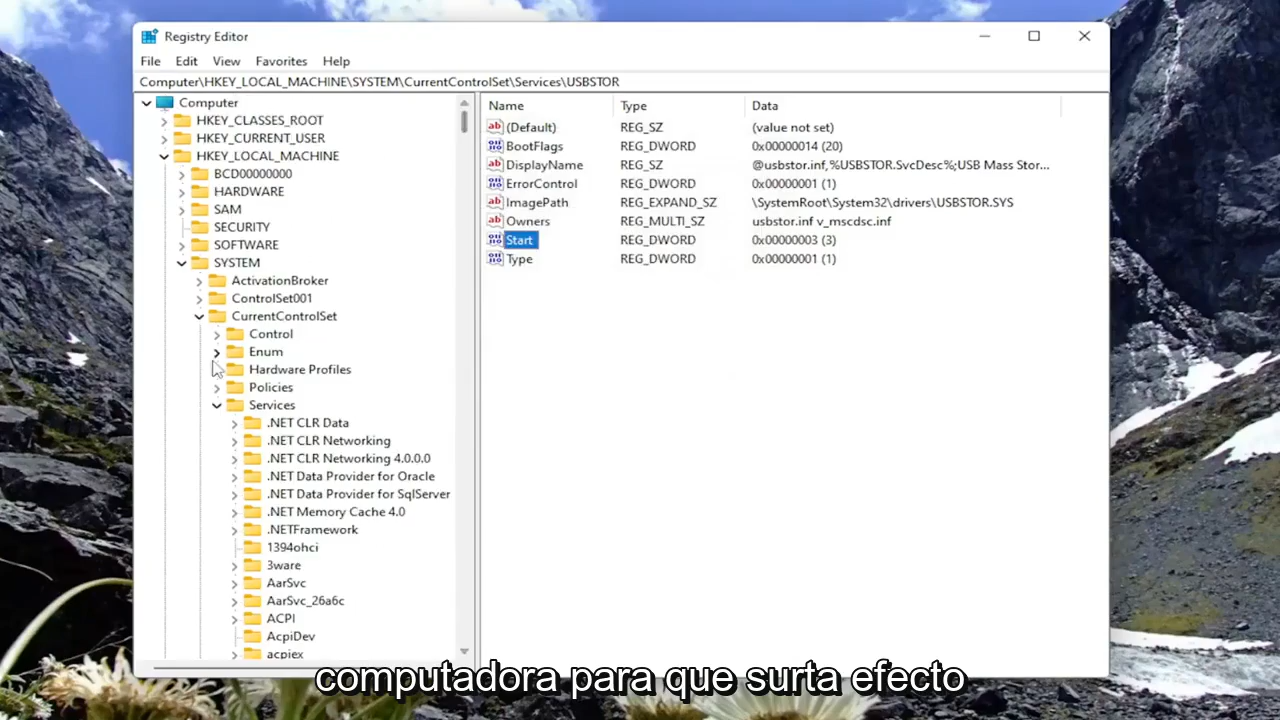 Registry Editor
File Edit View Favorites Help
Computer\HKEY_LOCAL_MACHINE\SYSTEM\CurrentControlSet\Services\USBSTOR
Computer
HKEY_CLASSES_ROOT
HKEY_CURRENT_USER
HKEY_LOCAL_MACHINE
BCD00000000
HARDWARE
SAM
SECURITY
SOFTWARE
SYSTEM
ActivationBroker
ControlSet001
CurrentControlSet
Control
Enum
Hardware Profiles
Policies
Services
.NET CLR Data
.NET CLR Networking
.NET CLR Networking 4.0.0.0
.NET Data Provider for Oracle
.NET Data Provider for SqlServer
.NET Memory Cache 4.0
.NETFramework
1394ohci
3ware
AarSvc
AarSvc_26a6c
ACPI
AcpiDev
acpiex
Name Type Data
(Default) REG_SZ (value not set)
BootFlags REG_DWORD 0x00000014 (20)
DisplayName REG_SZ @usbstor.inf,%USBSTOR.SvcDesc%;USB Mass Stor...
ErrorControl REG_DWORD 0x00000001 (1)
ImagePath REG_EXPAND_SZ \SystemRoot\System32\drivers\USBSTOR.SYS
Owners REG_MULTI_SZ usbstor.inf v_mscdsc.inf
Start REG_DWORD 0x00000003 (3)
Type REG_DWORD 0x00000001 (1)
computadora para que surta efecto